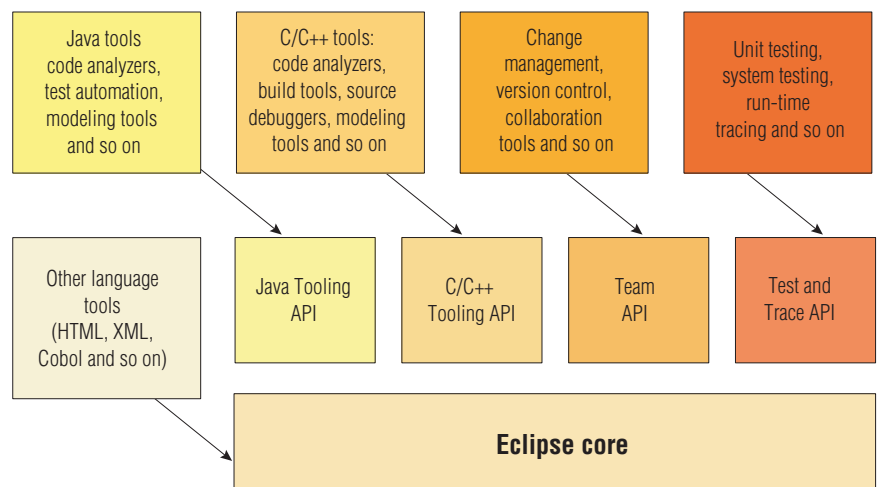 Java tools
code analyzers,
test automation,
modeling tools
and so on
C/C++ tools:
code analyzers,
build tools, source
debuggers, modeling
tools and so on
Change
management,
version control,
collaboration
tools and so on
Unit testing,
system testing,
run-time
tracing and so on
Other language
tools
(HTML, XML,
Cobol and so on)
Java Tooling
API
C/C++
Tooling API
Team
API
Test and
Trace API
Eclipse core